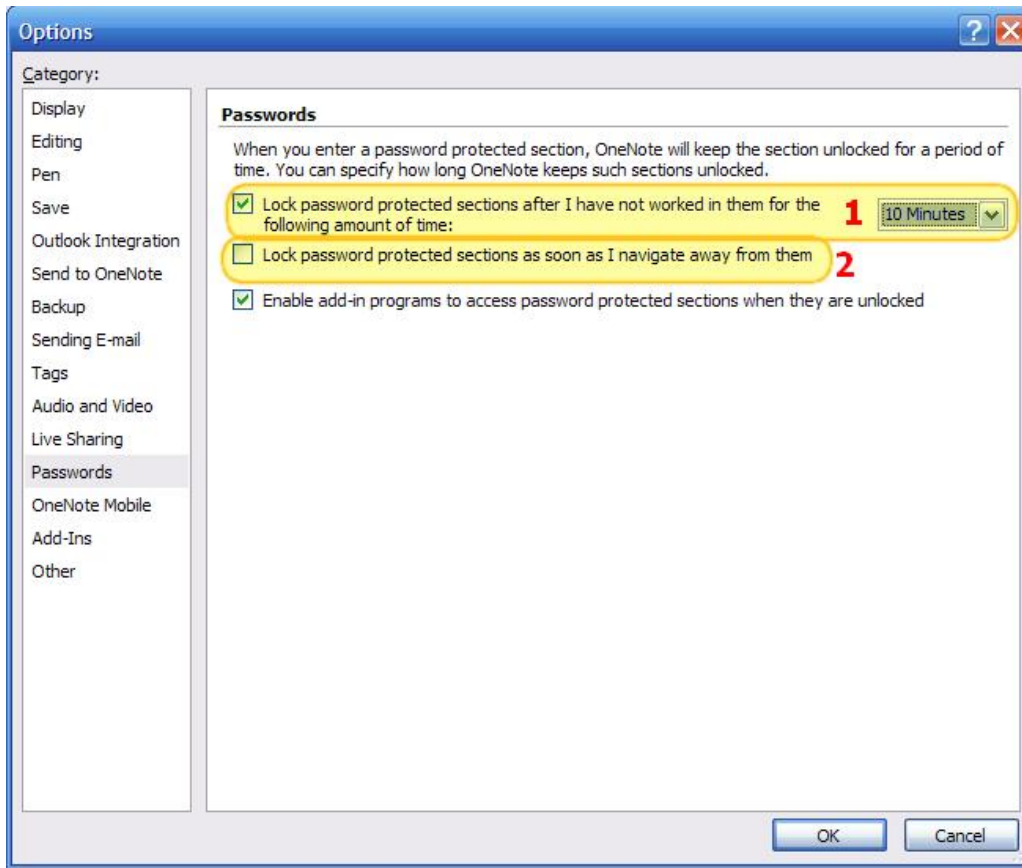 Options
Category:
Display
Editing
Pen
Save
Outlook Integration
Send to OneNote
Backup
Sending E-mail
Tags
Audio and Video
Live Sharing
Passwords
OneNote Mobile
Add-Ins
Other
Passwords
When you enter a password protected section, OneNote will keep the section unlocked for a period of
time. You can specify how long OneNote keeps such sections unlocked.
Lock password protected sections after I have not worked in them for the
following amount of time:
1
10 Minutes
Lock password protected sections as soon as I navigate away from them
2
Enable add-in programs to access password protected sections when they are unlocked
OK
Cancel